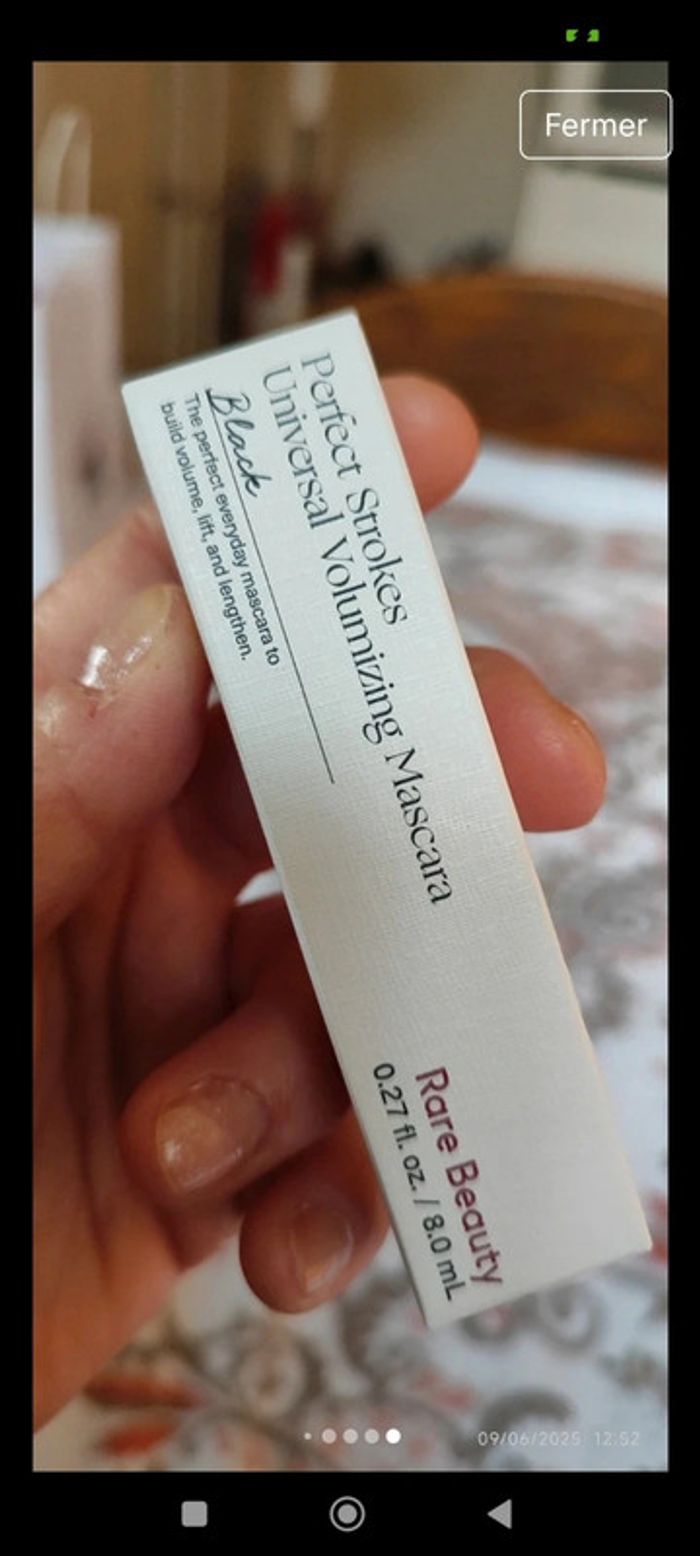 Fermer
Perfect Strokes
Universal Volumizing Mascara
Black
The perfect everyday mascara to
build volume, lift, and lengthen.
Rare Beauty
0.27 fl. oz. / 8.0 mL
09/06/2025 12:52